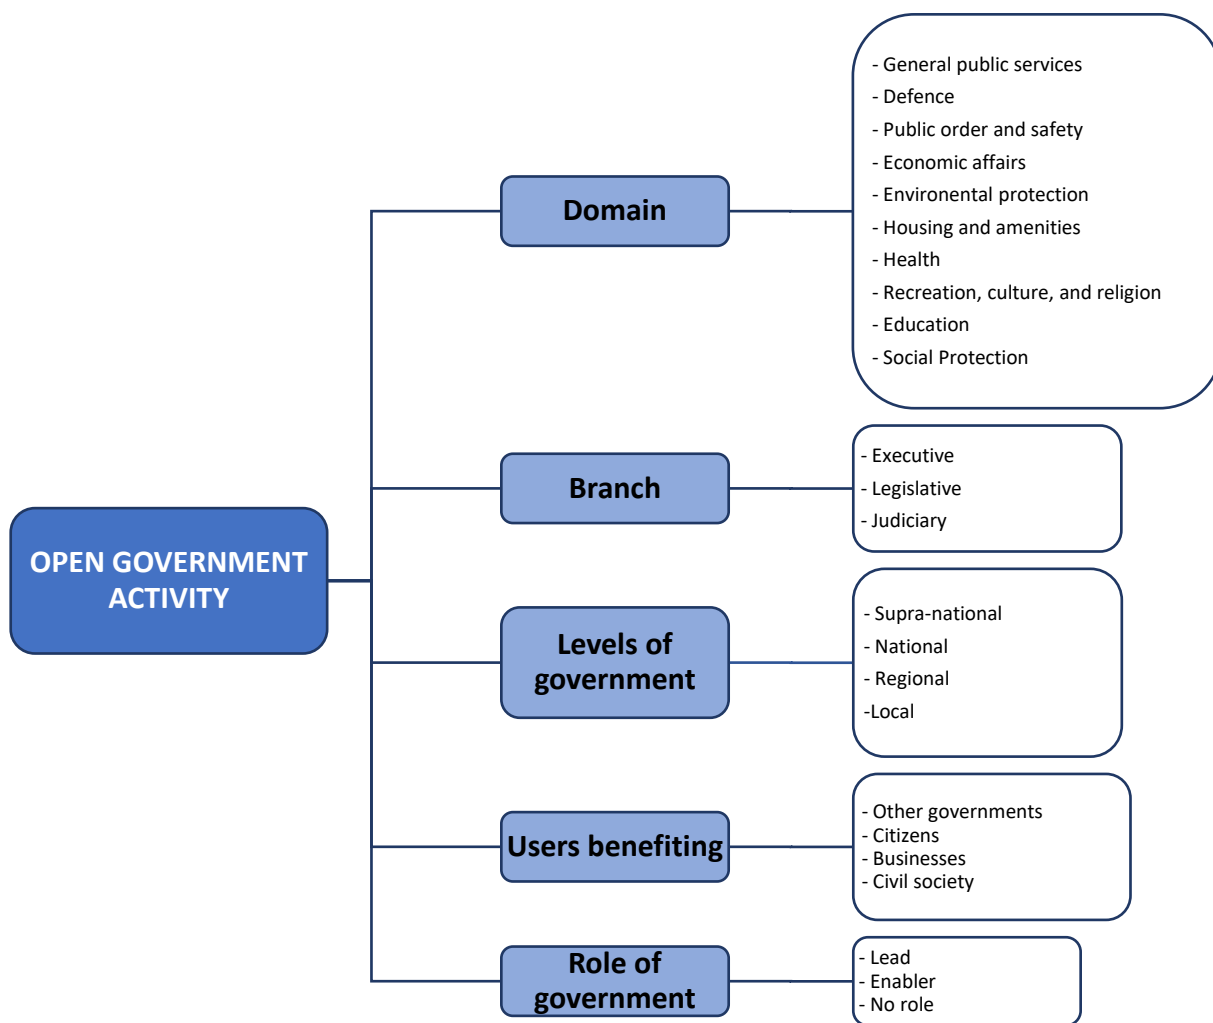 OPEN GOVERNMENT
ACTIVITY
Domain
- General public services
- Defence
- Public order and safety
- Economic affairs
- Environental protection
- Housing and amenities
- Health
- Recreation, culture, and religion
- Education
- Social Protection
Branch
- Executive
- Legislative
- Judiciary
Levels of
government
- Supra-national
- National
- Regional
-Local
Users benefiting
- Other governments
- Citizens
- Businesses
- Civil society
Role of
government
- Lead
- Enabler
- No role